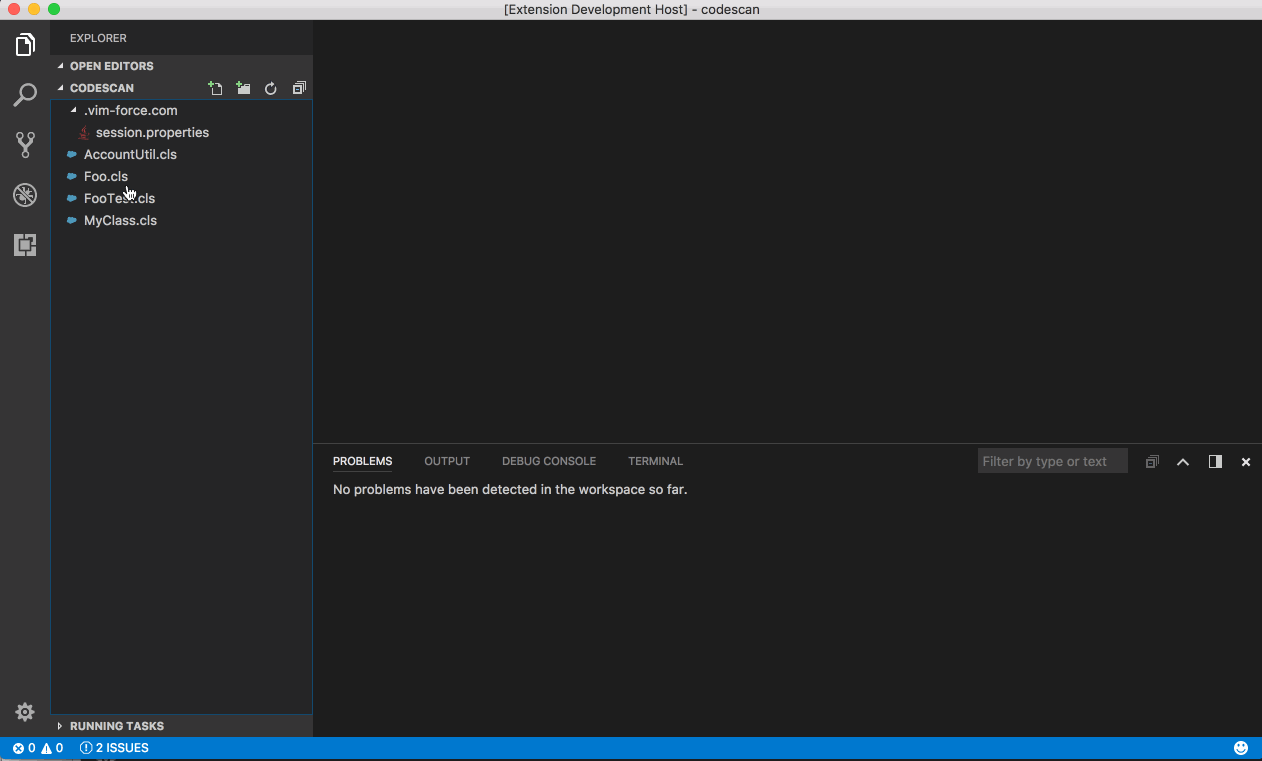 [Extension Development Host] - codescan
EXPLORER
OPEN EDITORS
CODESCAN
.vim-force.com
session.properties
AccountUtil.cls
Foo.cls
FooTest.cls
MyClass.cls
RUNNING TASKS
PROBLEMS OUTPUT DEBUG CONSOLE TERMINAL Filter by type or text
No problems have been detected in the workspace so far.
0 0 2 ISSUES